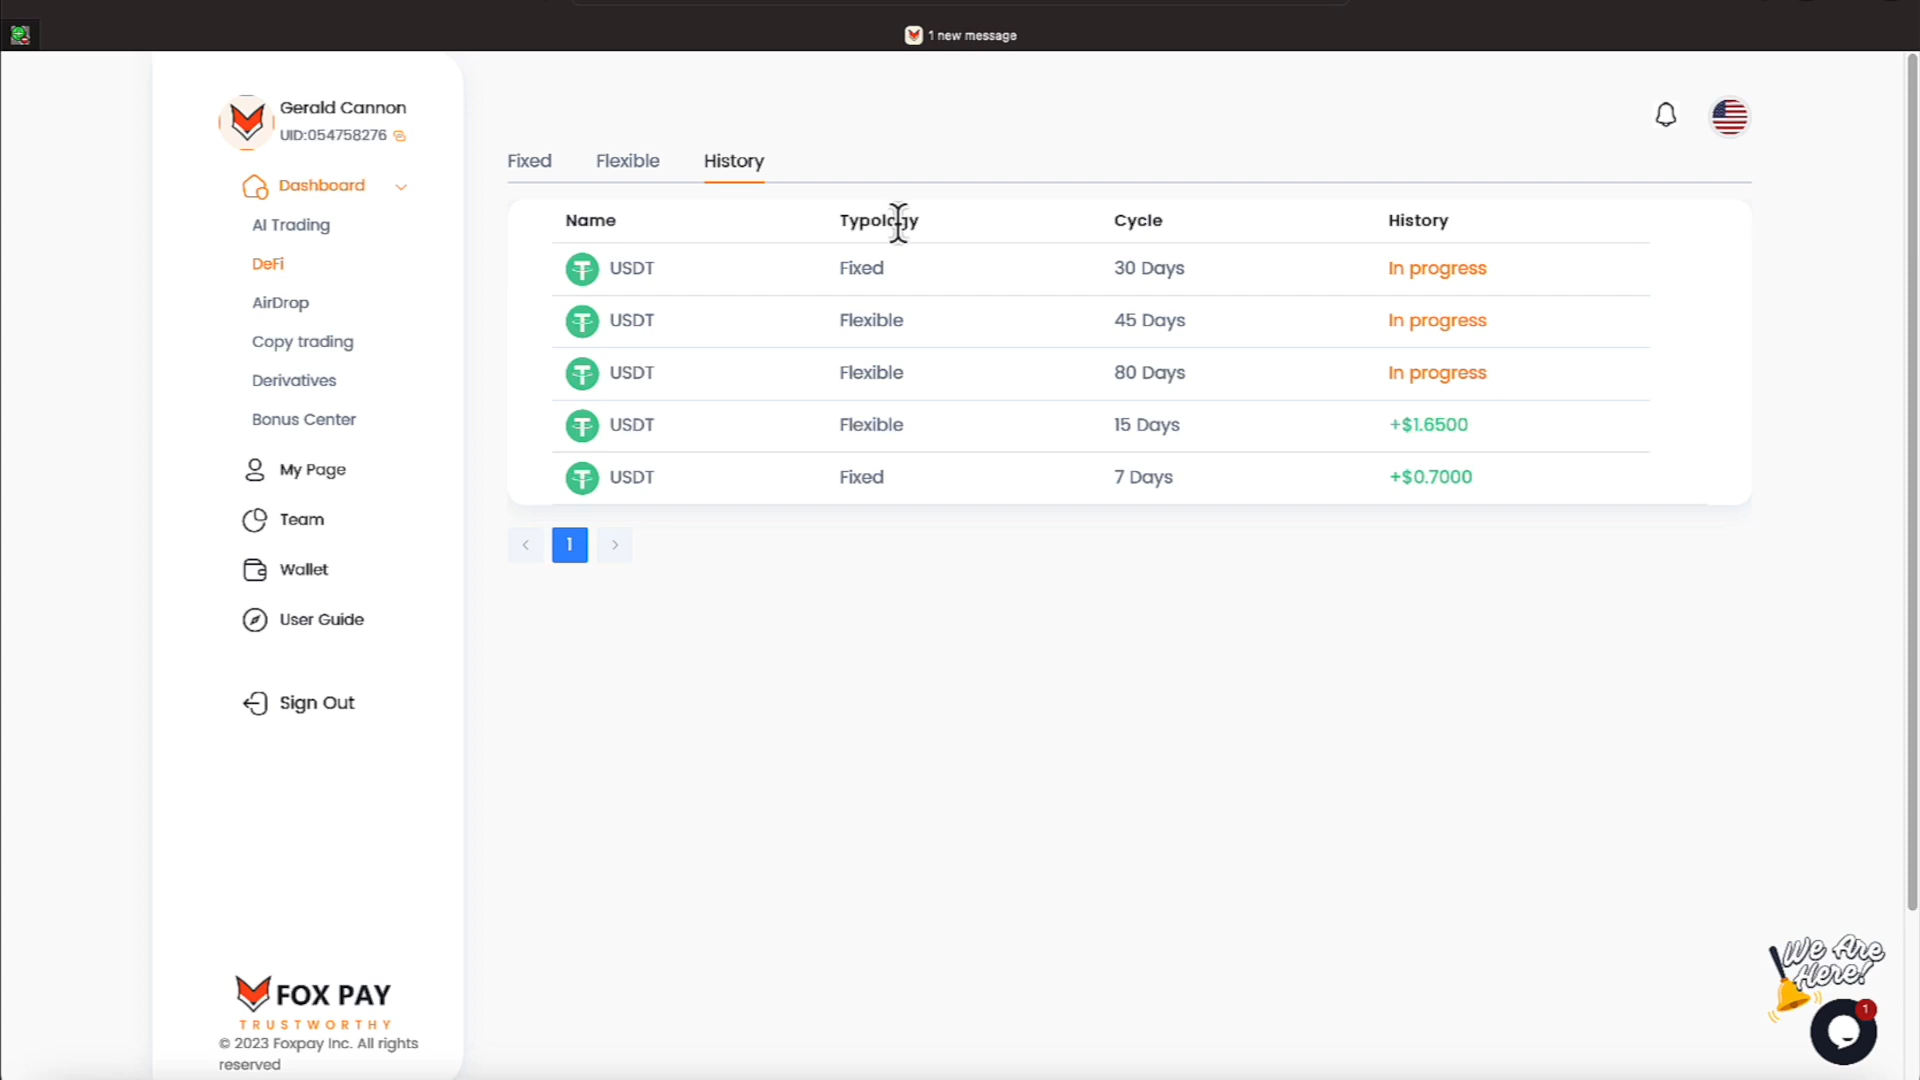 1 new message
Gerald Cannon
UID:054758276
Dashboard
AI Trading
DeFi
AirDrop
Copy trading
Derivatives
Bonus Center
My Page
Team
Wallet
User Guide
Sign Out
FOX PAY
TRUSTWORTHY
© 2023 Foxpay Inc. All rights
reserved
Fixed Flexible History
Name Typology Cycle History
USDT Fixed 30 Days In progress
USDT Flexible 45 Days In progress
USDT Flexible 80 Days In progress
USDT Flexible 15 Days +$1.6500
USDT Fixed 7 Days +$0.7000
< 1 >
We Are
Here!
1